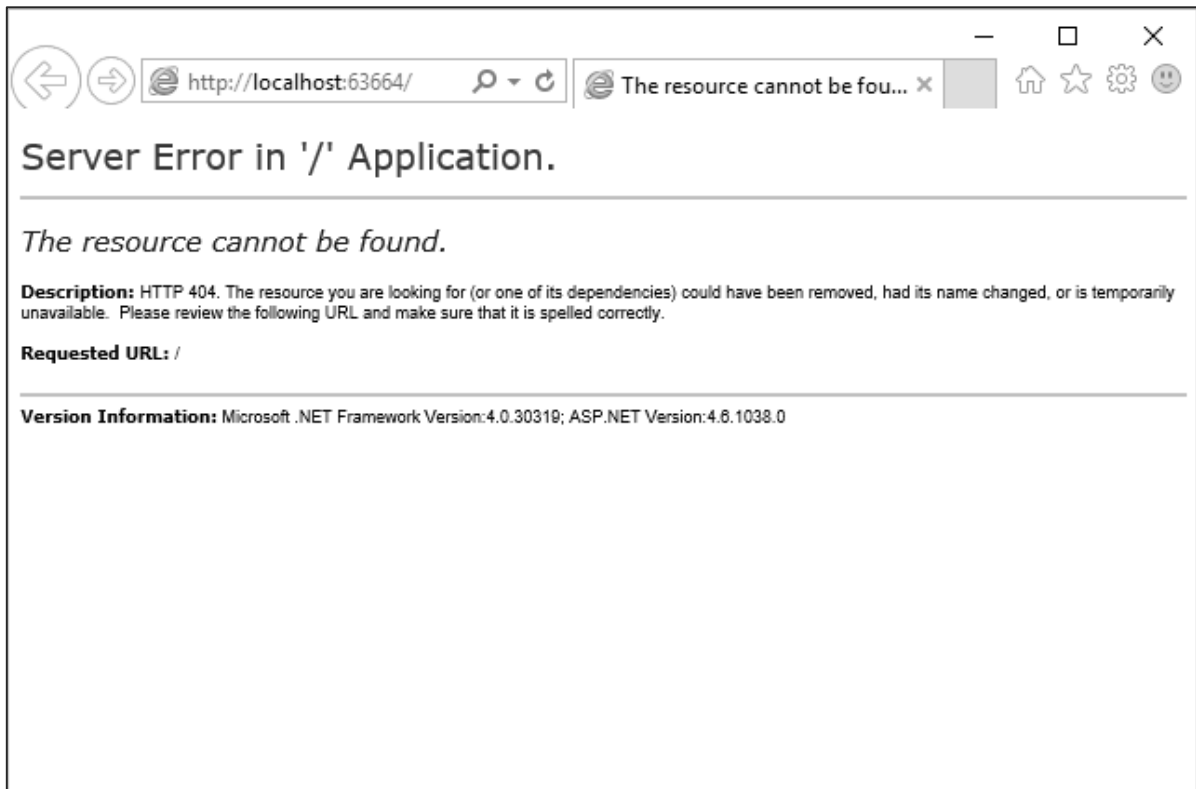 http://localhost:63664/
The resource cannot be fou...
Server Error in '/' Application.
The resource cannot be found.
Description: HTTP 404. The resource you are looking for (or one of its dependencies) could have been removed, had its name changed, or is temporarily
unavailable.  Please review the following URL and make sure that it is spelled correctly.
Requested URL: /
Version Information: Microsoft .NET Framework Version:4.0.30319; ASP.NET Version:4.6.1038.0